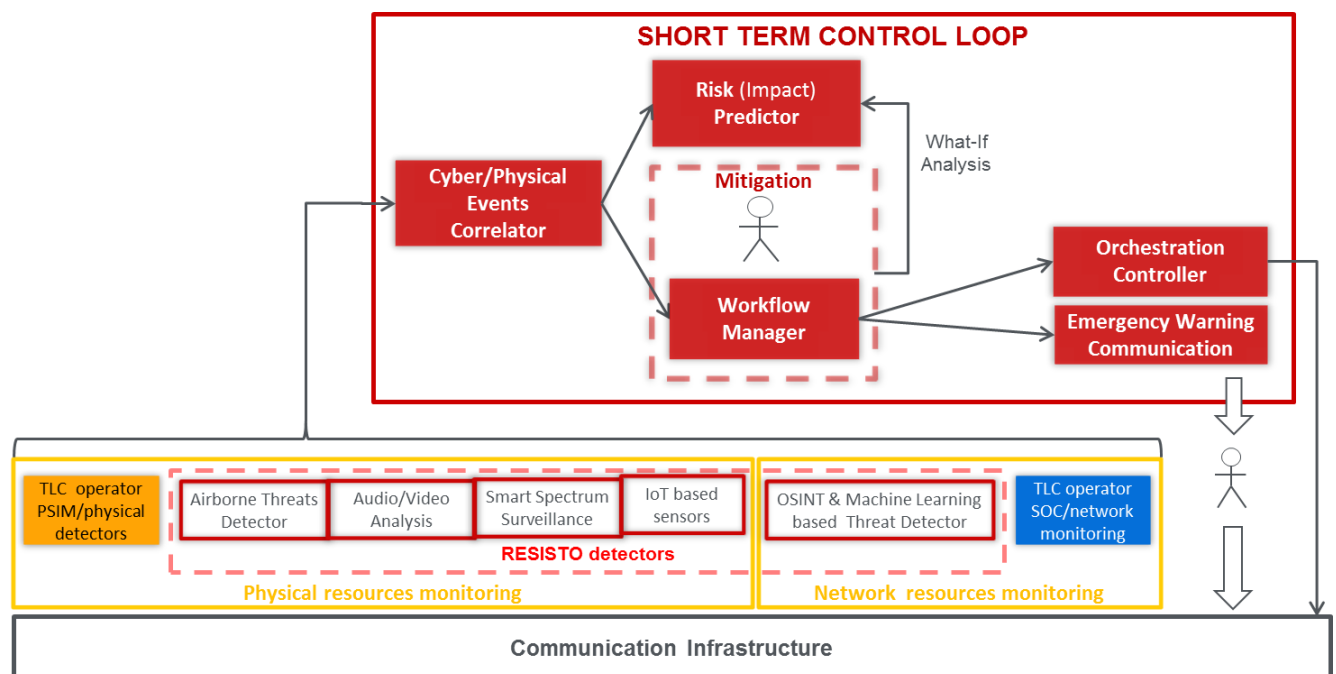 SHORT TERM CONTROL LOOP
Risk (Impact)
Predictor
What-If
Analysis
Cyber/Physical
Events
Correlator
Mitigation
Workflow
Manager
Orchestration
Controller
Emergency Warning
Communication
TLC operator
PSIM/physical
detectors
Airborne Threats
Detector
Audio/Video
Analysis
Smart Spectrum
Surveillance
IoT based
sensors
OSINT & Machine Learning
based Threat Detector
TLC operator
SOC/network
monitoring
RESISTO detectors
Physical resources monitoring
Network resources monitoring
Communication Infrastructure